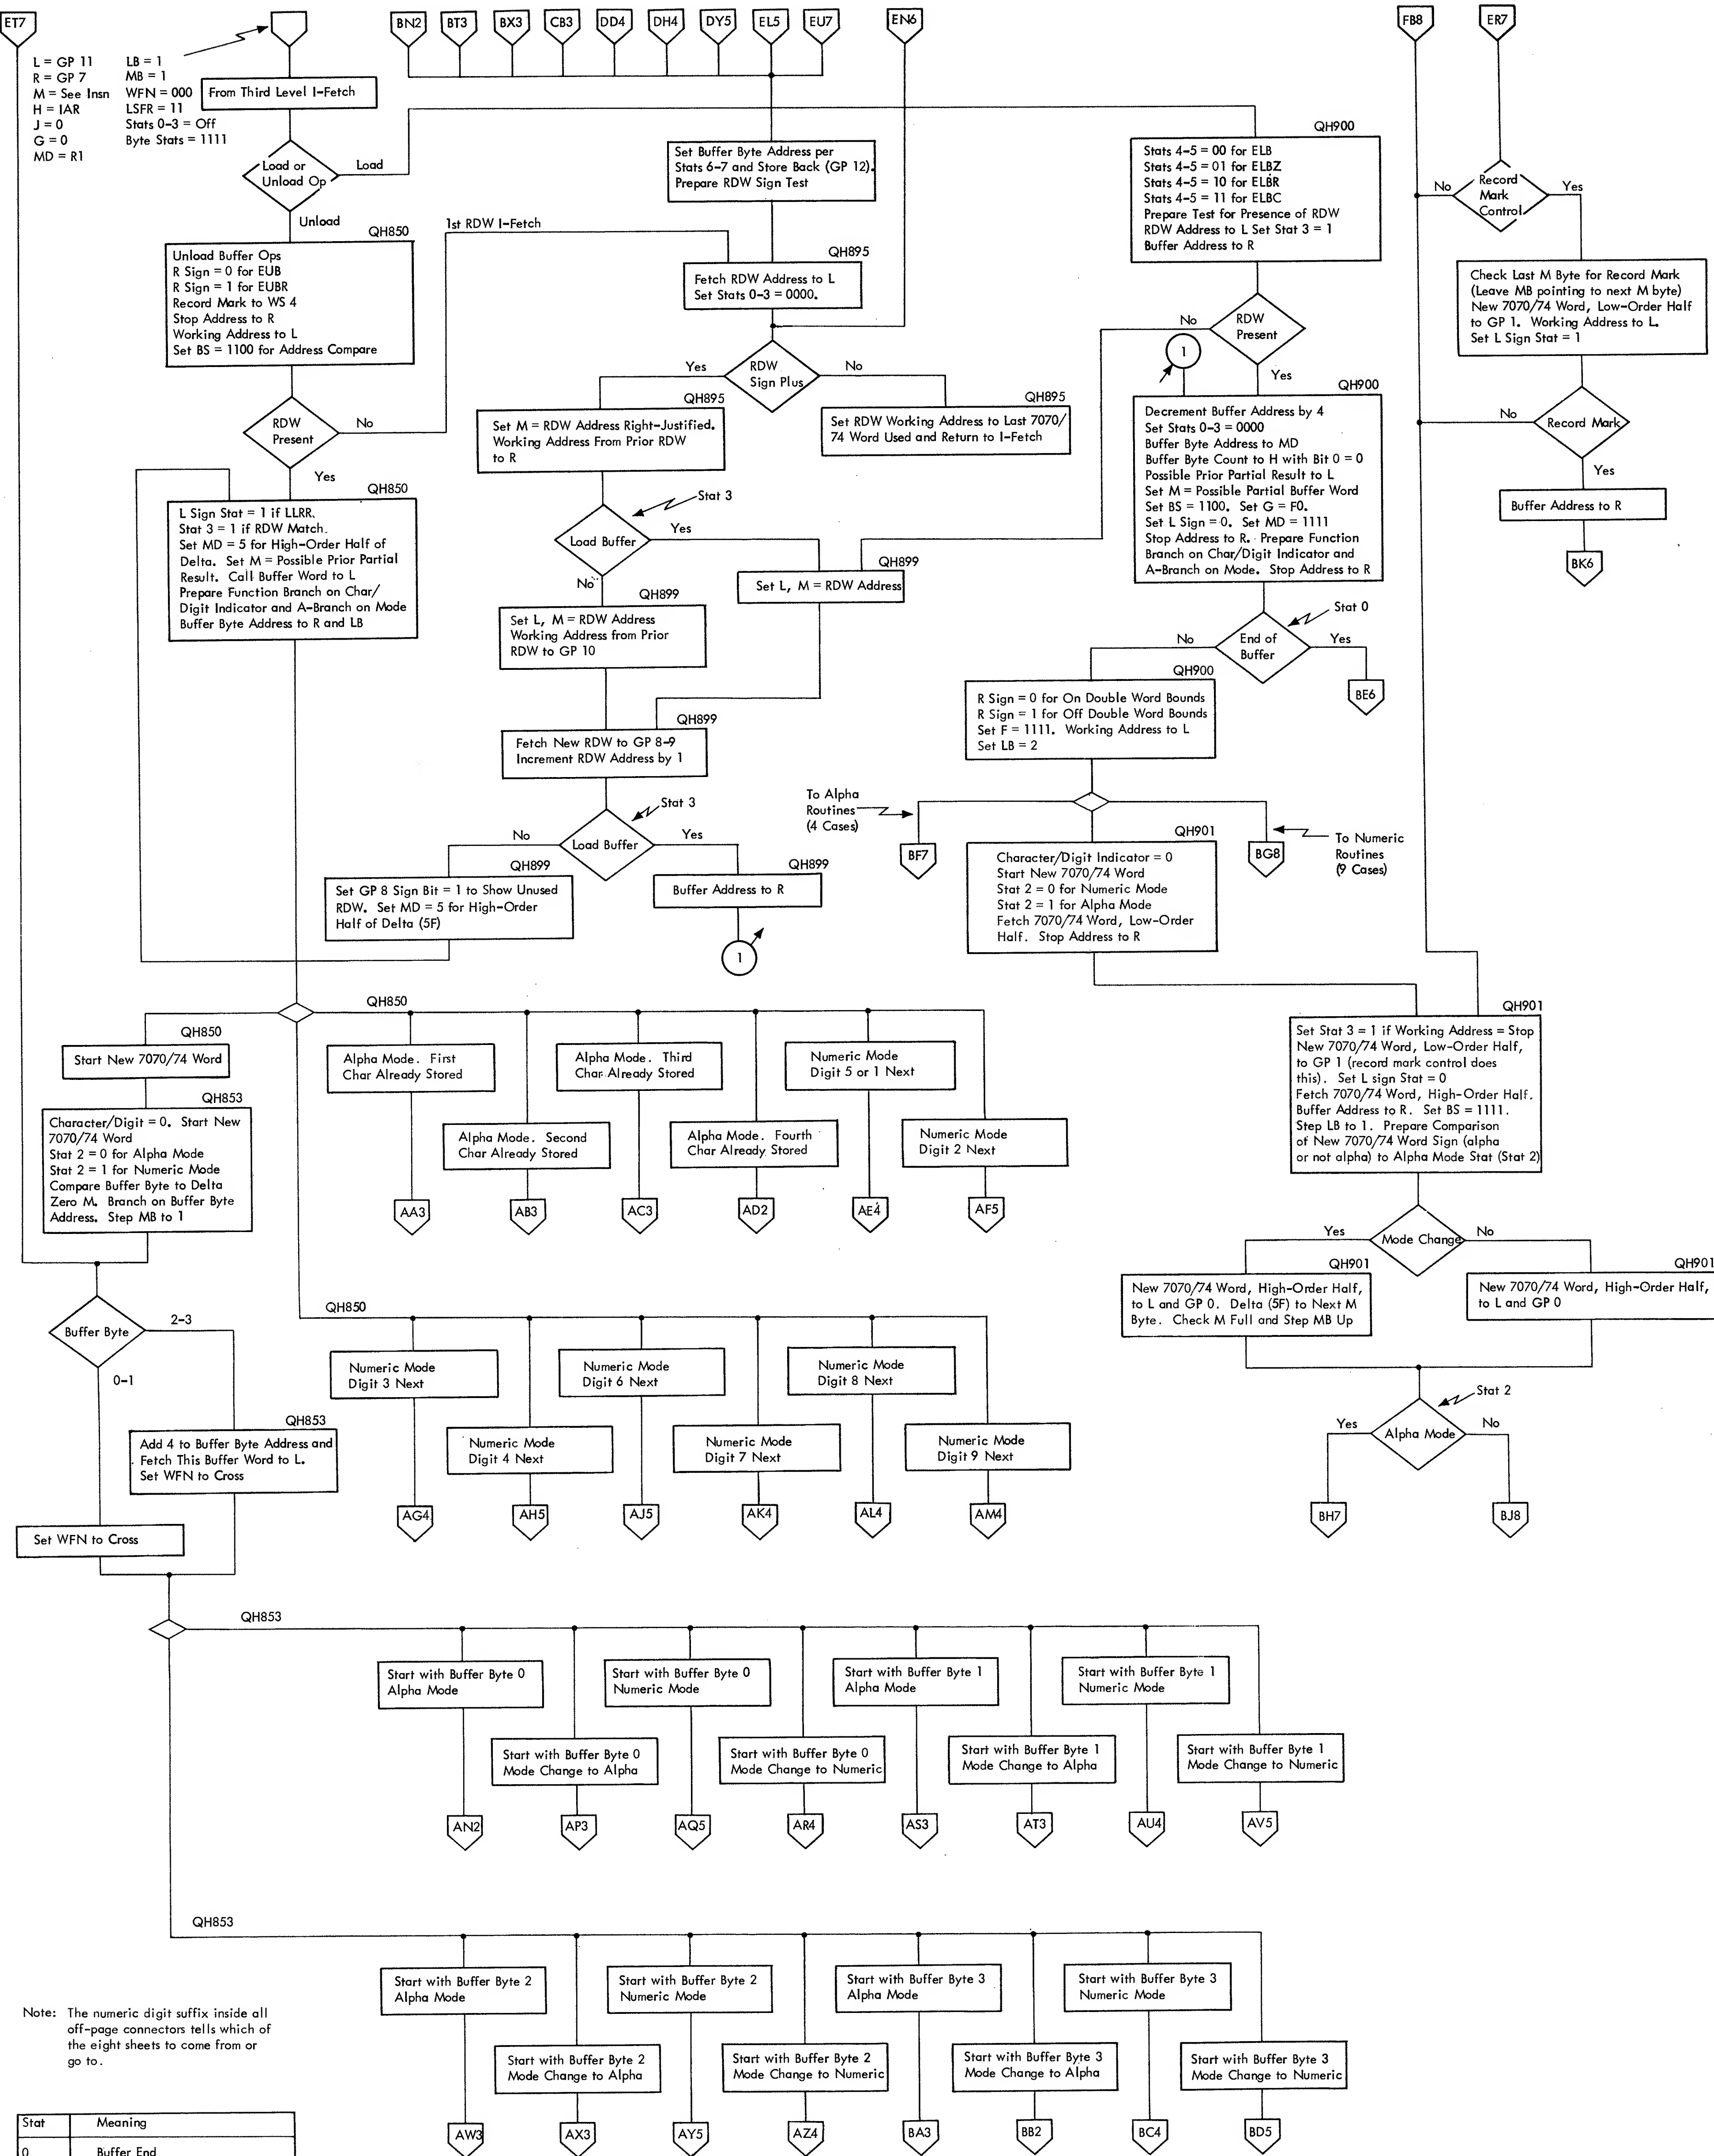 ET7
BN2
BT3
BX3
CB3
DD4
DH4
DY5
EL5
EU7
EN6
FB8
ER7
L = GP 11
R = GP 7
M = See Insn
H = IAR
J = 0
G = 0
MD = R1
LB = 1
MB = 1
WFN = 000
LSFR = 11
Stats 0-3 = Off
Byte Stats = 1111
From Third Level I-Fetch
Load or
Unload Op
Load
Unload
QH850
Unload Buffer Ops
R Sign = 0 for EUB
R Sign = 1 for EUBR
Record Mark to WS 4
Stop Address to R
Working Address to L
Set BS = 1100 for Address Compare
RDW
Present
No
Yes
QH850
L Sign Stat = 1 if LLRR.
Stat 3 = 1 if RDW Match.
Set MD = 5 for High-Order Half of
Delta. Set M = Possible Prior Partial
Result. Call Buffer Word to L
Prepare Function Branch on Char/
Digit Indicator and A-Branch on Mode
Buffer Byte Address to R and LB
Set Buffer Byte Address per
Stats 6-7 and Store Back (GP 12).
Prepare RDW Sign Test
1st RDW I-Fetch
QH895
Fetch RDW Address to L
Set Stats 0-3 = 0000.
RDW
Sign Plus
Yes
No
QH895
Set M = RDW Address Right-Justified.
Working Address From Prior RDW
to R
QH895
Set RDW Working Address to Last 7070/
74 Word Used and Return to I-Fetch
Stat 3
Load Buffer
Yes
No
QH899
Set L, M = RDW Address
QH899
Set L, M = RDW Address
Working Address from Prior
RDW to GP 10
QH899
Fetch New RDW to GP 8-9
Increment RDW Address by 1
Stat 3
Load Buffer
No
Yes
QH899
Set GP 8 Sign Bit = 1 to Show Unused
RDW. Set MD = 5 for High-Order
Half of Delta (5F)
QH899
Buffer Address to R
1
QH900
Stats 4-5 = 00 for ELB
Stats 4-5 = 01 for ELBZ
Stats 4-5 = 10 for ELBR
Stats 4-5 = 11 for ELBC
Prepare Test for Presence of RDW
RDW Address to L Set Stat 3 = 1
Buffer Address to R
RDW
Present
No
Yes
1
QH900
Decrement Buffer Address by 4
Set Stats 0-3 = 0000
Buffer Byte Address to MD
Buffer Byte Count to H with Bit 0 = 0
Possible Prior Partial Result to L
Set M = Possible Partial Buffer Word
Set BS = 1100. Set G = F0.
Set L Sign = 0. Set MD = 1111
Stop Address to R. Prepare Function
Branch on Char/Digit Indicator and
A-Branch on Mode. Stop Address to R
Stat 0
End of
Buffer
No
Yes
BE6
QH900
R Sign = 0 for On Double Word Bounds
R Sign = 1 for Off Double Word Bounds
Set F = 1111. Working Address to L
Set LB = 2
To Alpha
Routines
(4 Cases)
BF7
BG8
To Numeric
Routines
(9 Cases)
QH901
Character/Digit Indicator = 0
Start New 7070/74 Word
Stat 2 = 0 for Numeric Mode
Stat 2 = 1 for Alpha Mode
Fetch 7070/74 Word, Low-Order
Half. Stop Address to R
Record
Mark
Control
No
Yes
Check Last M Byte for Record Mark
(Leave MB pointing to next M byte)
New 7070/74 Word, Low-Order Half
to GP 1. Working Address to L.
Set L Sign Stat = 1
Record Mark
No
Yes
Buffer Address to R
BK6
QH901
Set Stat 3 = 1 if Working Address = Stop
New 7070/74 Word, Low-Order Half,
to GP 1 (record mark control does
this). Set L sign Stat = 0
Fetch 7070/74 Word, High-Order Half.
Buffer Address to R. Set BS = 1111.
Step LB to 1. Prepare Comparison
of New 7070/74 Word Sign (alpha
or not alpha) to Alpha Mode Stat (Stat 2)
Mode Change
Yes
No
QH901
New 7070/74 Word, High-Order Half,
to L and GP 0. Delta (5F) to Next M
Byte. Check M Full and Step MB Up
QH901
New 7070/74 Word, High-Order Half,
to L and GP 0
Stat 2
Alpha Mode
Yes
No
BH7
BJ8
QH850
QH850
Start New 7070/74 Word
QH853
Character/Digit = 0. Start New
7070/74 Word
Stat 2 = 0 for Alpha Mode
Stat 2 = 1 for Numeric Mode
Compare Buffer Byte to Delta
Zero M. Branch on Buffer Byte
Address. Step MB to 1
Alpha Mode. First
Char Already Stored
Alpha Mode. Second
Char Already Stored
Alpha Mode. Third
Char Already Stored
Alpha Mode. Fourth
Char Already Stored
Numeric Mode
Digit 5 or 1 Next
Numeric Mode
Digit 2 Next
AA3
AB3
AC3
AD2
AE4
AF5
Buffer Byte
2-3
0-1
QH853
Add 4 to Buffer Byte Address and
Fetch This Buffer Word to L.
Set WFN to Cross
Set WFN to Cross
QH850
Numeric Mode
Digit 3 Next
Numeric Mode
Digit 4 Next
Numeric Mode
Digit 6 Next
Numeric Mode
Digit 7 Next
Numeric Mode
Digit 8 Next
Numeric Mode
Digit 9 Next
AG4
AH5
AJ5
AK4
AL4
AM4
QH853
Start with Buffer Byte 0
Alpha Mode
Start with Buffer Byte 0
Mode Change to Alpha
Start with Buffer Byte 0
Numeric Mode
Start with Buffer Byte 0
Mode Change to Numeric
Start with Buffer Byte 1
Alpha Mode
Start with Buffer Byte 1
Mode Change to Alpha
Start with Buffer Byte 1
Numeric Mode
Start with Buffer Byte 1
Mode Change to Numeric
AN2
AP3
AQ5
AR4
AS3
AT3
AU4
AV5
QH853
Start with Buffer Byte 2
Alpha Mode
Start with Buffer Byte 2
Mode Change to Alpha
Start with Buffer Byte 2
Numeric Mode
Start with Buffer Byte 2
Mode Change to Numeric
Start with Buffer Byte 3
Alpha Mode
Start with Buffer Byte 3
Mode Change to Alpha
Start with Buffer Byte 3
Numeric Mode
Start with Buffer Byte 3
Mode Change to Numeric
AW3
AX3
AY5
AZ4
BA3
BB2
BC4
BD5
Note: The numeric digit suffix inside all
off-page connectors tells which of
the eight sheets to come from or
go to.
Stat Meaning
0 Buffer End